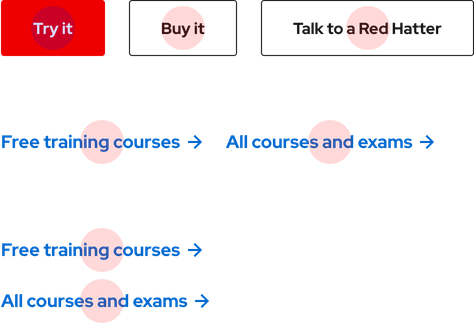 Try it Buy it Talk to a Red Hatter
Free training courses → All courses and exams →
Free training courses →
All courses and exams →